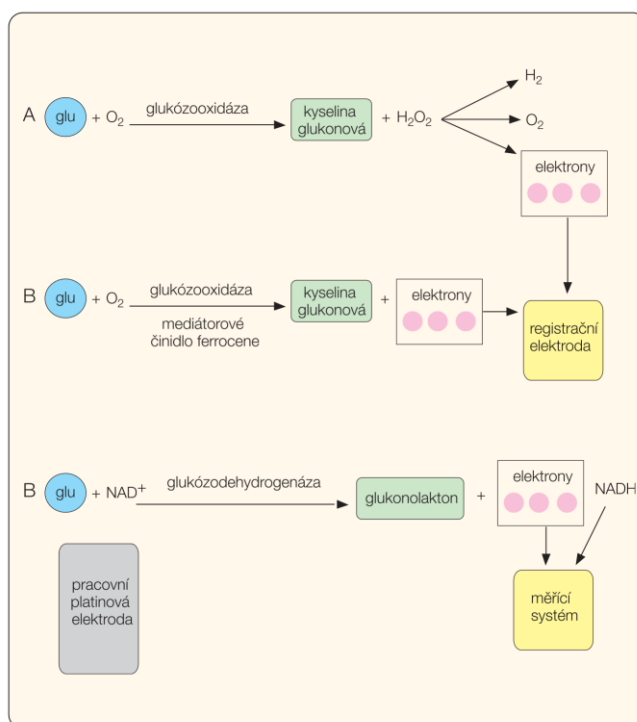 H₂
A glu + O₂ glukózooxidáza kyselina glukonová + H₂O₂ O₂
elektrony
B glu + O₂ glukózooxidáza kyselina glukonová + elektrony
mediátorové
činidlo ferrocene
registrační
elektroda
B glu + NAD⁺ glukózodehydrogenáza glukonolakton + elektrony NADH
pracovní
platinová
elektroda
měřící
systém